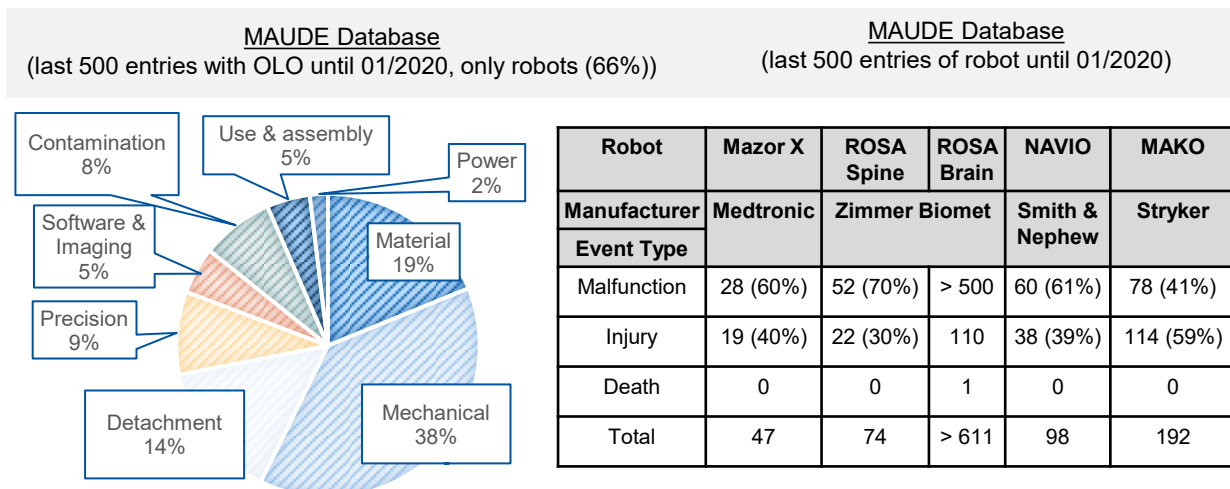 MAUDE Database
(last 500 entries with OLO until 01/2020, only robots (66%))
MAUDE Database
(last 500 entries of robot until 01/2020)
Contamination
8%
Use & assembly
5%
Power
2%
Software &
Imaging
5%
Material
19%
Precision
9%
Detachment
14%
Mechanical
38%
Robot Mazor X ROSA Spine ROSA Brain NAVIO MAKO
Manufacturer Medtronic Zimmer Biomet Smith & Nephew Stryker
Event Type
Malfunction 28 (60%) 52 (70%) > 500 60 (61%) 78 (41%)
Injury 19 (40%) 22 (30%) 110 38 (39%) 114 (59%)
Death 0 0 1 0 0
Total 47 74 > 611 98 192